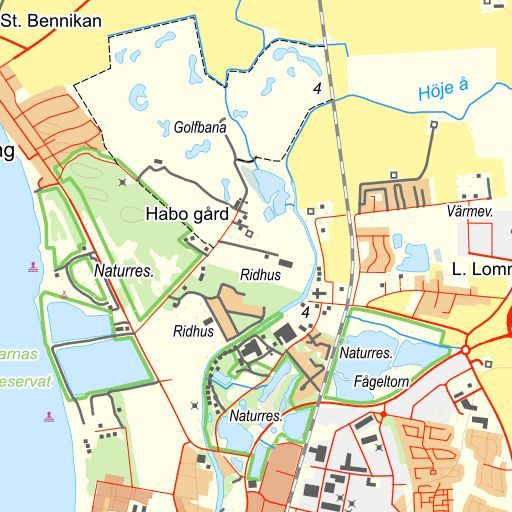 St. Bennikan
4
Höje å
Golfbana
ng
Habo gård
Värmev.
Naturres.
Ridhus
L. Lomm
4
Ridhus
arnas
eservat
Naturres.
Fågeltorn
Naturres.